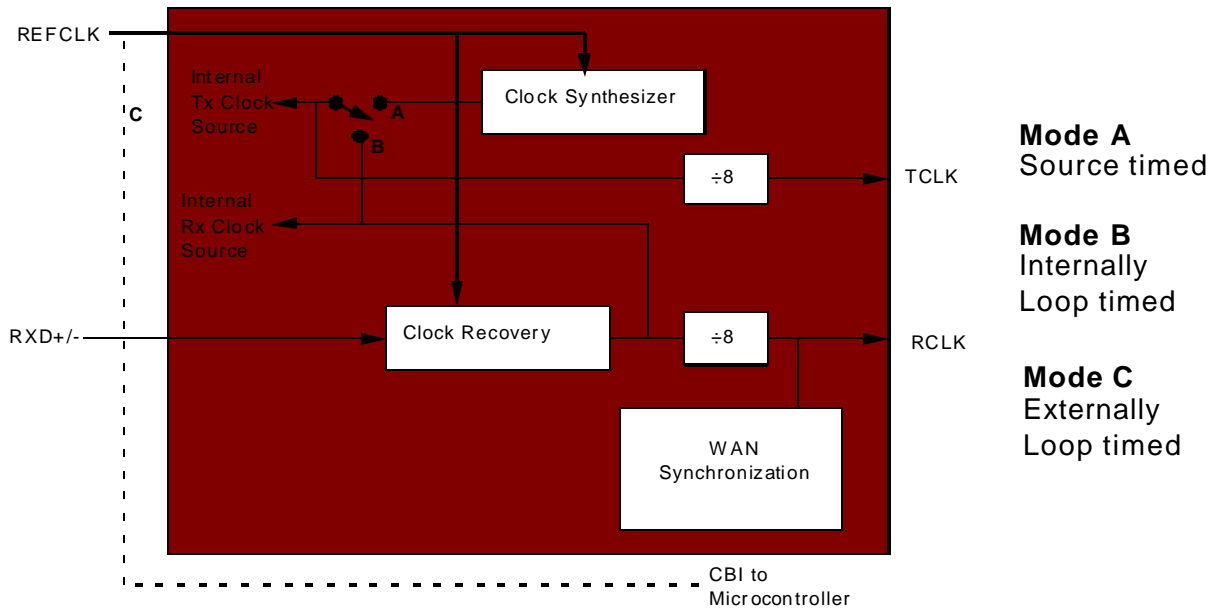 REFCLK
Internal
Tx Clock
Source
C
A
B
Clock Synthesizer
÷8
TCLK
Internal
Rx Clock
Source
RXD+/-
Clock Recovery
÷8
RCLK
WAN
Synchronization
CBI to
Microcontroller
Mode A
Source timed
Mode B
Internally
Loop timed
Mode C
Externally
Loop timed